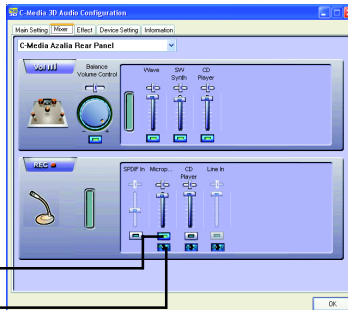 C-Media 3D Audio Configuration
Main Setting Mixer Effect Device Setting Information
C-Media Azalia Rear Panel
Vol
Balance
Volume Control
Wave
SW
Synth
CD
Player
REC
SPDIF In
Microp...
CD
Player
Line In
OK